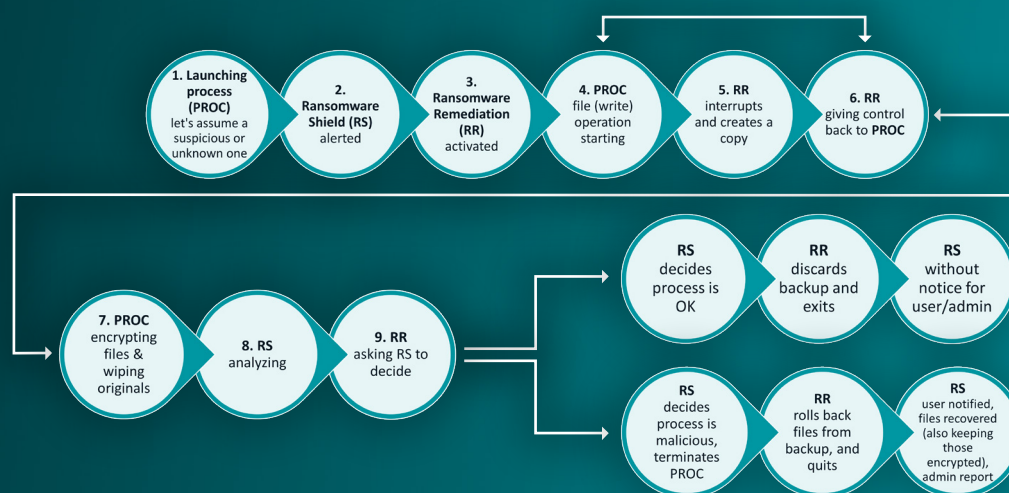 1. Launching
process
(PROC)
let's assume a
suspicious or
unknown one
2.
Ransomware
Shield (RS)
alerted
3.
Ransomware
Remediation
(RR)
activated
4. PROC
file (write)
operation
starting
5. RR
interrupts
and creates a
copy
6. RR
giving control
back to PROC
7. PROC
encrypting
files &
wiping
originals
8. RS
analyzing
9. RR
asking RS to
decide
RS
decides
process is
OK
RR
discards
backup and
exits
RS
without
notice for
user/admin
RS
decides
process is
malicious,
terminates
PROC
RR
rolls back
files from
backup, and
quits
RS
user notified,
files recovered
(also keeping
those
encrypted),
admin report